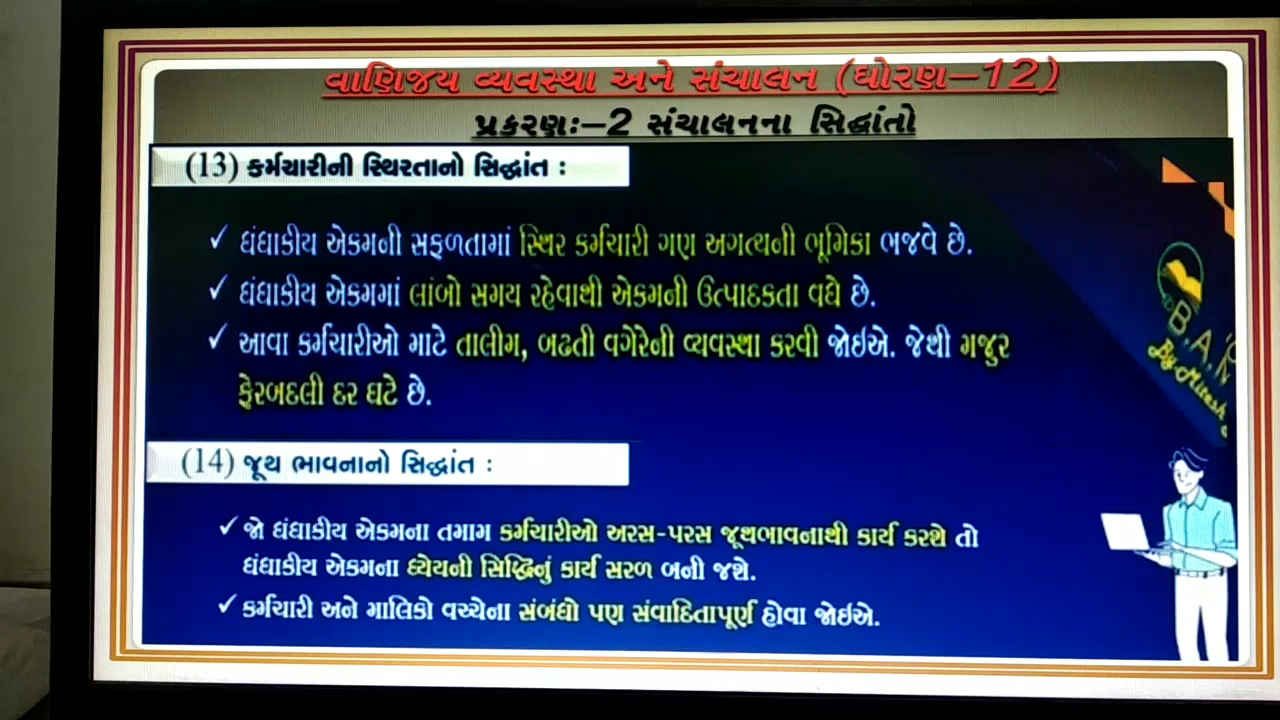 વાણિજય વ્યવસ્થા અને સંચાલન (ધોરણ–12)
પ્રકરણઃ–2 સંચાલનના સિદ્ધાંતો
(13) કર્મચારીની સ્થિરતાનો સિદ્ધાંત :
✓ ધંધાકીય એકમની સફળતામાં સ્થિર કર્મચારી ગણ અગત્યની ભૂમિકા ભજવે છે.
✓ ધંધાકીય એકમમાં લાંબો સમય રહેવાથી એકમની ઉત્પાદકતા વધે છે.
✓ આવા કર્મચારીઓ માટે તાલીમ, બઢતી વગેરેની વ્યવસ્થા કરવી જોઇએ. જેથી મજુર
ફેરબદલી દર ઘટે છે.
(14) જૂથ ભાવનાનો સિદ્ધાંત :
✓ જો ધંધાકીય એકમના તમામ કર્મચારીઓ અરસ-પરસ જૂથભાવનાથી કાર્ય કરશે તો
ધંધાકીય એકમના ધ્યેયની સિધ્ધિનું કાર્ય સરળ બની જશે.
✓ કર્મચારી અને માલિકો વચ્ચેના સંબંધો પણ સંવાદિતાપૂર્ણ હોવા જોઇએ.
B.A.
By-Mitesh